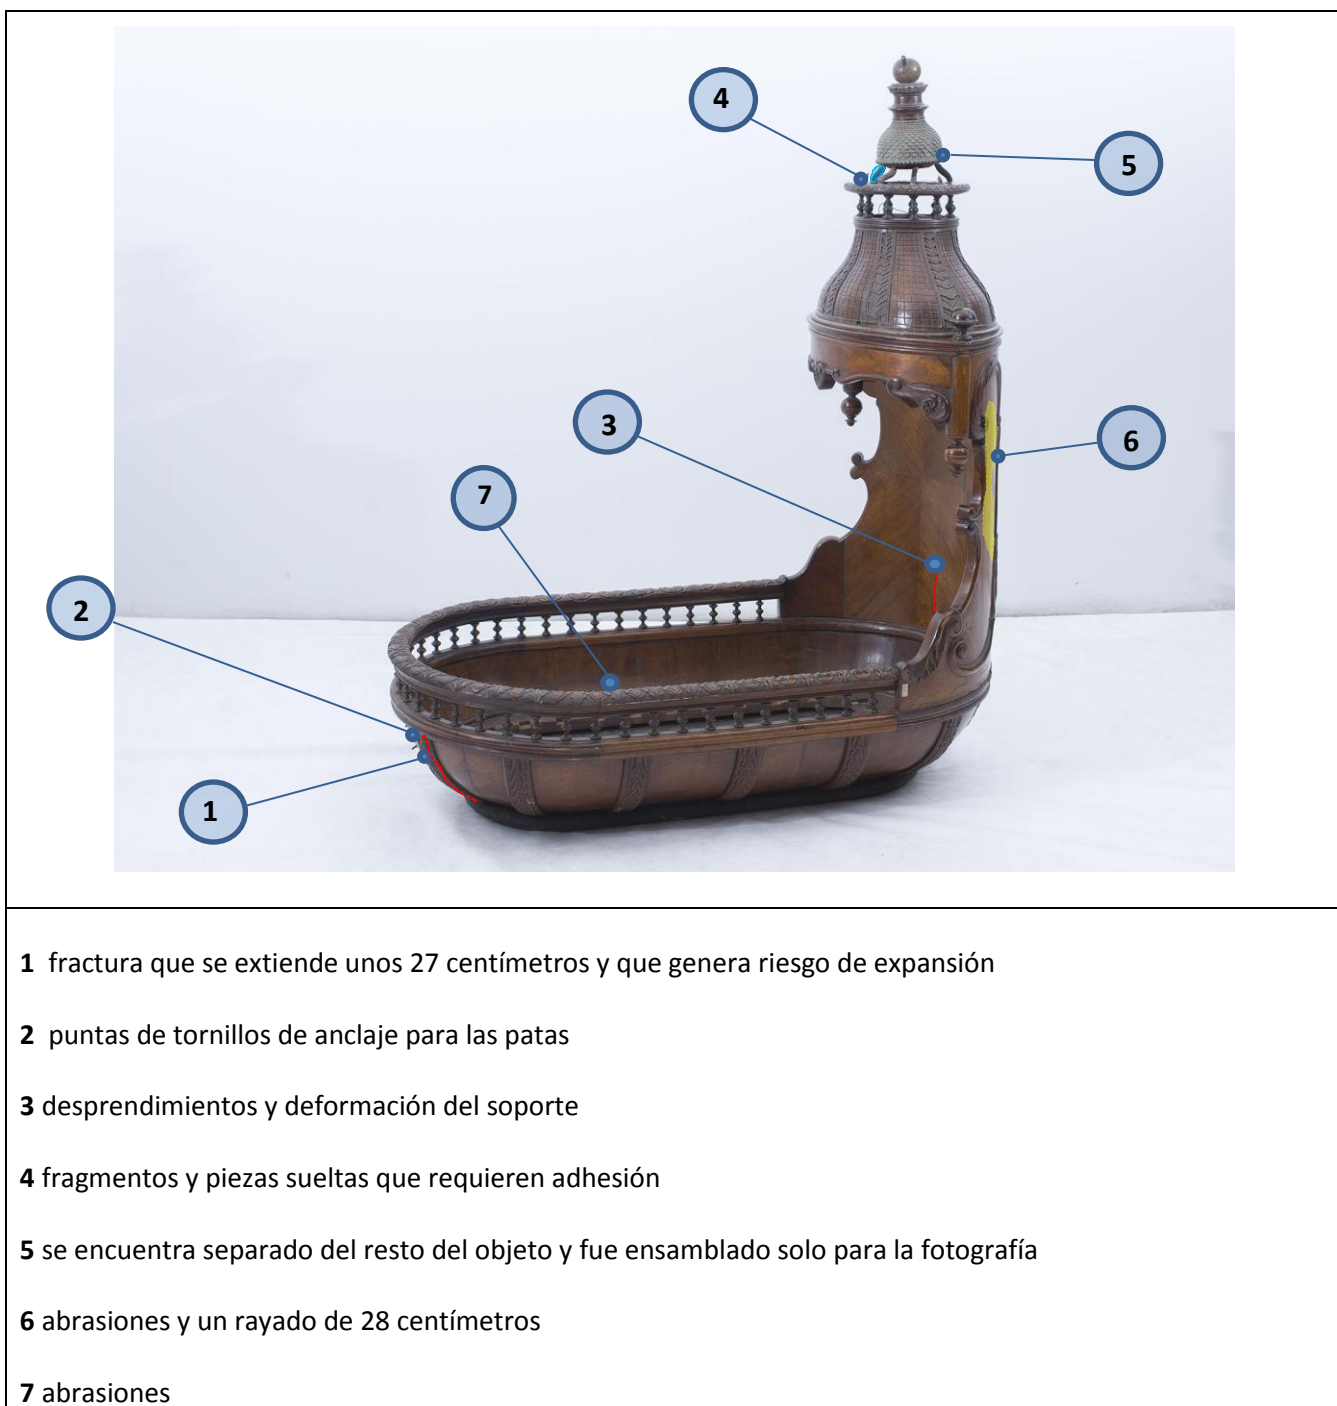 4
5
3
6
7
2
1
1 fractura que se extiende unos 27 centímetros y que genera riesgo de expansión
2 puntas de tornillos de anclaje para las patas
3 desprendimientos y deformación del soporte
4 fragmentos y piezas sueltas que requieren adhesión
5 se encuentra separado del resto del objeto y fue ensamblado solo para la fotografía
6 abrasiones y un rayado de 28 centímetros
7 abrasiones